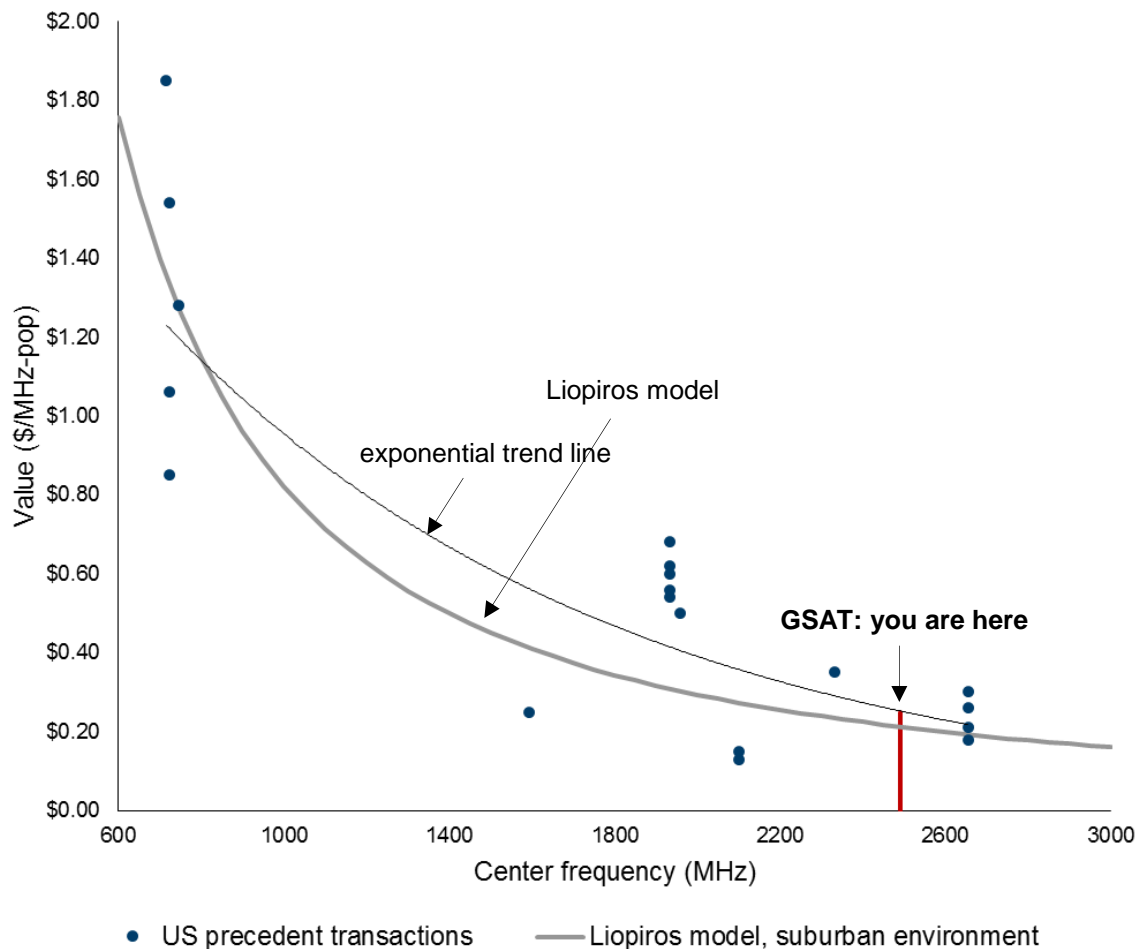 $2.00
$1.80
$1.60
$1.40
$1.20
$1.00
$0.80
$0.60
$0.40
$0.20
$0.00
Value ($/MHz-pop)
Liopiros model
exponential trend line
GSAT: you are here
600 1000 1400 1800 2200 2600 3000
Center frequency (MHz)
US precedent transactions Liopiros model, suburban environment